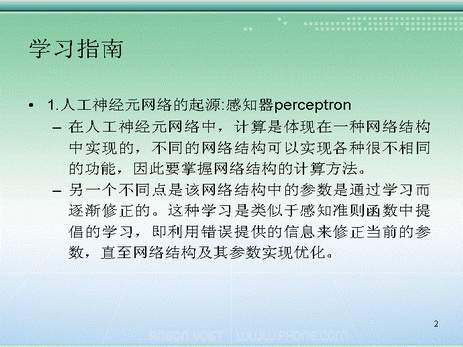 学习指南
• 1.人工神经元网络的起源:感知器perceptron
– 在人工神经元网络中，计算是体现在一种网络结构
中实现的，不同的网络结构可以实现各种很不相同
的功能，因此要掌握网络结构的计算方法。
– 另一个不同点是该网络结构中的参数是通过学习而
逐渐修正的。这种学习是类似于感知准则函数中提
倡的学习，即利用错误提供的信息来修正当前的参
数，直至网络结构及其参数实现优化。
2